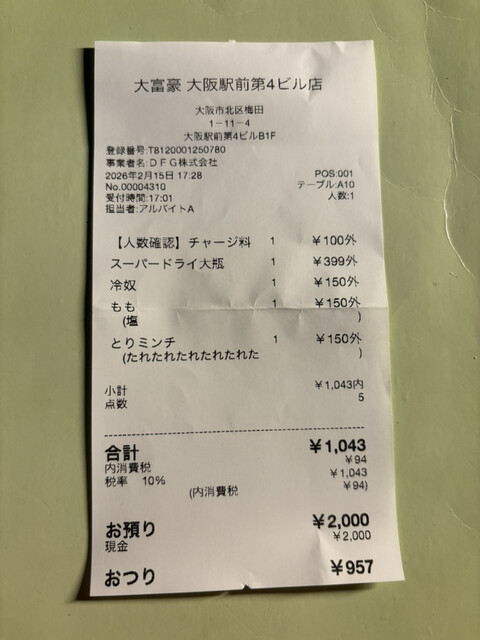 大富豪 大阪駅前第4ビル店
大阪市北区梅田
1-11-4
大阪駅前第4ビルB1F
登録番号:T8120001250780
事業者名:DFG株式会社
2026年2月15日 17:28 POS:001
No.00004310 テーブル:A10
受付時間:17:01 人数:1
担当者:アルバイトA
【人数確認】チャージ料 1 ¥100外
スーパードライ大瓶 1 ¥399外
冷奴 1 ¥150外
もも 1 ¥150外
(塩 )
とりミンチ 1 ¥150外
(たれたれたれたれたれた )
小計 ¥1,043内
点数 5
合計 ¥1,043
内消費税 ¥94
税率 10% ¥1,043
(内消費税 ¥94)
お預り ¥2,000
現金 ¥2,000
おつり ¥957